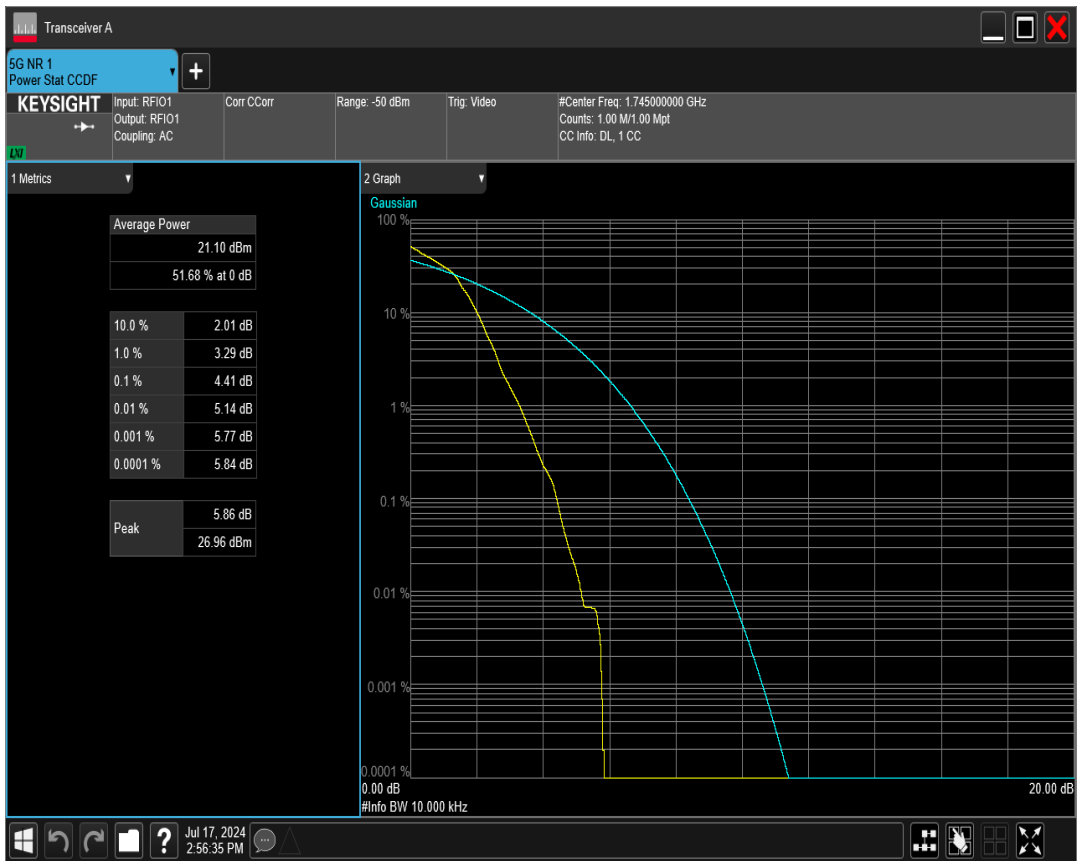 Transceiver A
5G NR 1
Power Stat CCDF
+
KEYSIGHT
LXI
Input: RFIO1
Output: RFIO1
Coupling: AC
Corr CCorr
Range: -50 dBm
Trig: Video
#Center Freq: 1.745000000 GHz
Counts: 1.00 M/1.00 Mpt
CC Info: DL, 1 CC
1 Metrics
Average Power
21.10 dBm
51.68 % at 0 dB
10.0 % 2.01 dB
1.0 % 3.29 dB
0.1 % 4.41 dB
0.01 % 5.14 dB
0.001 % 5.77 dB
0.0001 % 5.84 dB
Peak
5.86 dB
26.96 dBm
2 Graph
Gaussian
100 %
10 %
1 %
0.1 %
0.01 %
0.001 %
0.0001 %
0.00 dB 20.00 dB
#Info BW 10.000 kHz
?
Jul 17, 2024
2:56:35 PM